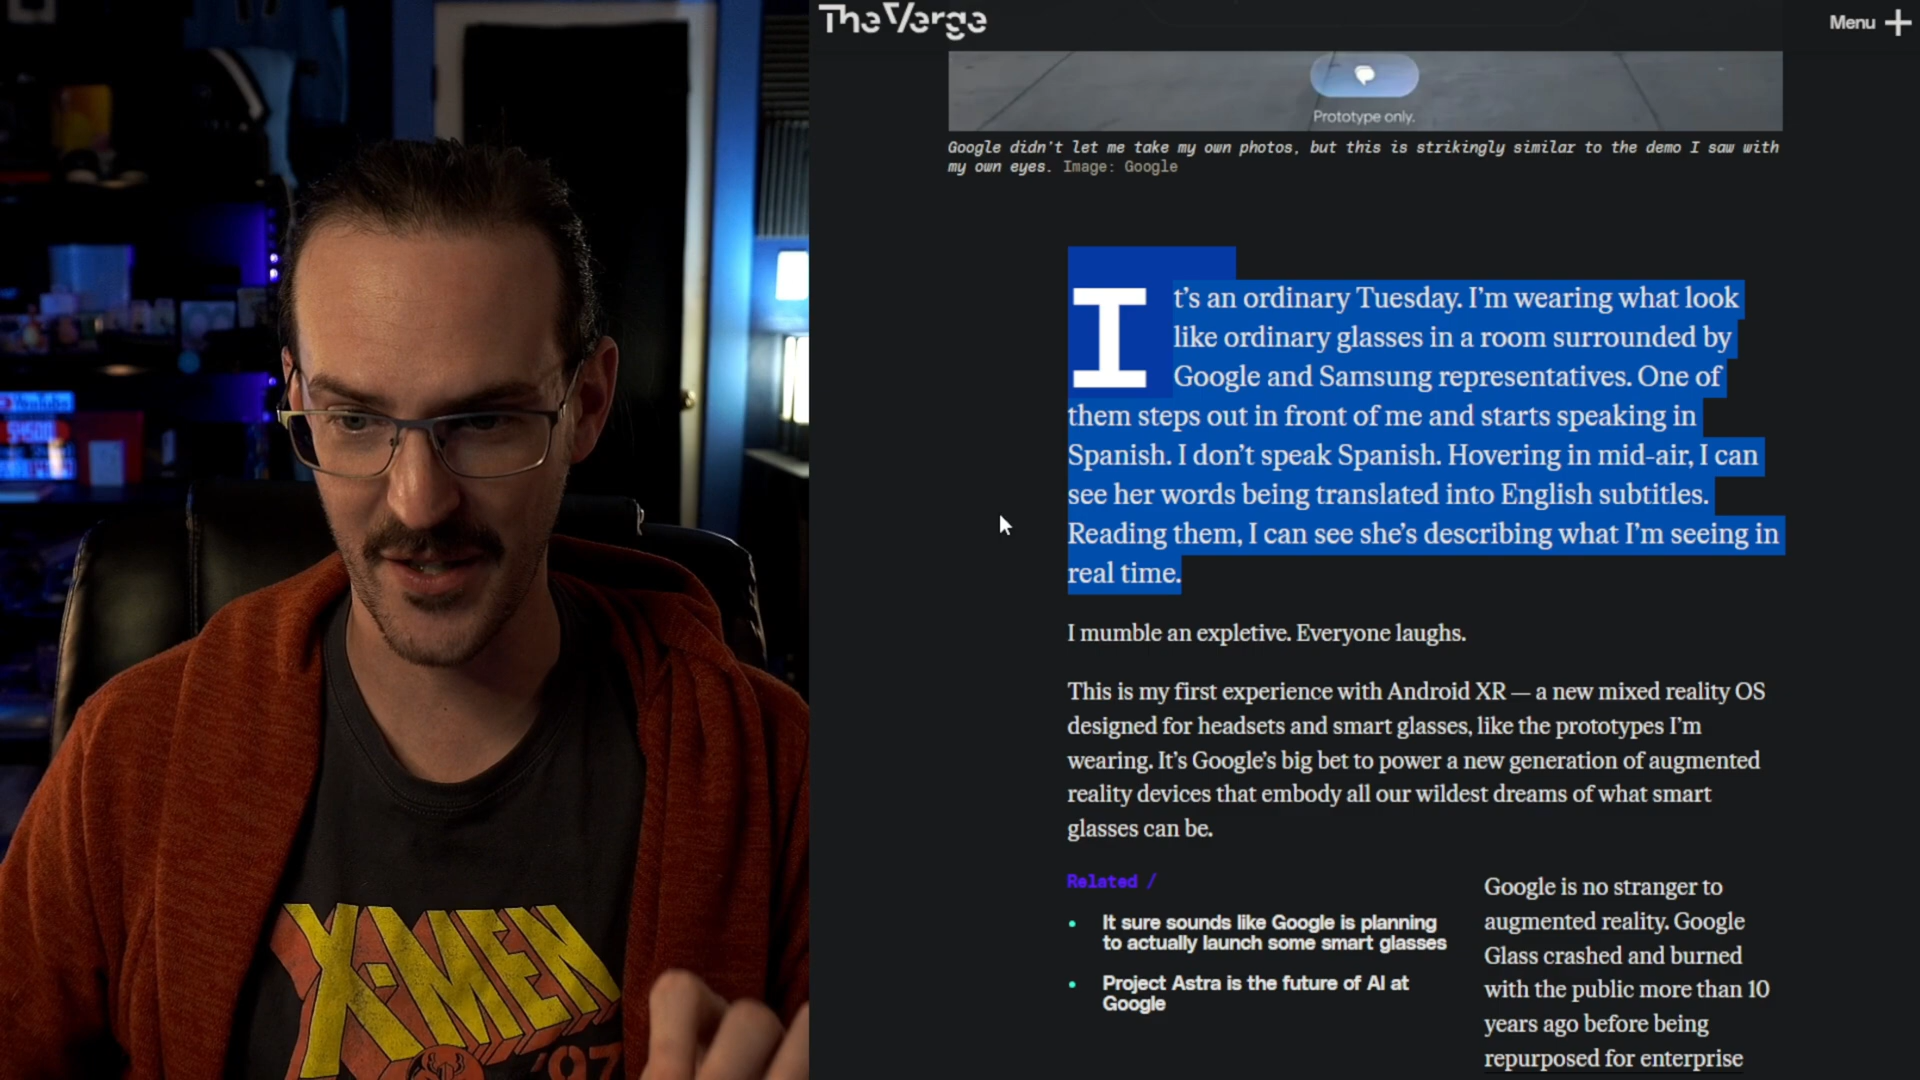 The Verge
Menu
Prototype only.
Google didn't let me take my own photos, but this is strikingly similar to the demo I saw with
my own eyes. Image: Google
It's an ordinary Tuesday. I'm wearing what look
like ordinary glasses in a room surrounded by
Google and Samsung representatives. One of
them steps out in front of me and starts speaking in
Spanish. I don't speak Spanish. Hovering in mid-air, I can
see her words being translated into English subtitles.
Reading them, I can see she's describing what I'm seeing in
real time.
I mumble an expletive. Everyone laughs.
This is my first experience with Android XR — a new mixed reality OS
designed for headsets and smart glasses, like the prototypes I'm
wearing. It's Google's big bet to power a new generation of augmented
reality devices that embody all our wildest dreams of what smart
glasses can be.
Related /
It sure sounds like Google is planning
to actually launch some smart glasses
Project Astra is the future of AI at
Google
Google is no stranger to
augmented reality. Google
Glass crashed and burned
with the public more than 10
years ago before being
repurposed for enterprise
X-MEN
'97